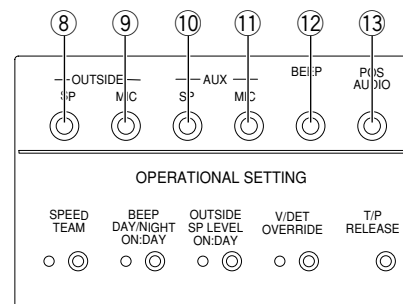 ⑧ ⑨ ⑩ ⑪ ⑫ ⑬
OUTSIDE AUX BEEP POS
AUDIO
SP MIC SP MIC
OPERATIONAL SETTING
SPEED
TEAM
BEEP
DAY/NIGHT
ON:DAY
OUTSIDE
SP LEVEL
ON:DAY
V/DET
OVERRIDE
T/P
RELEASE